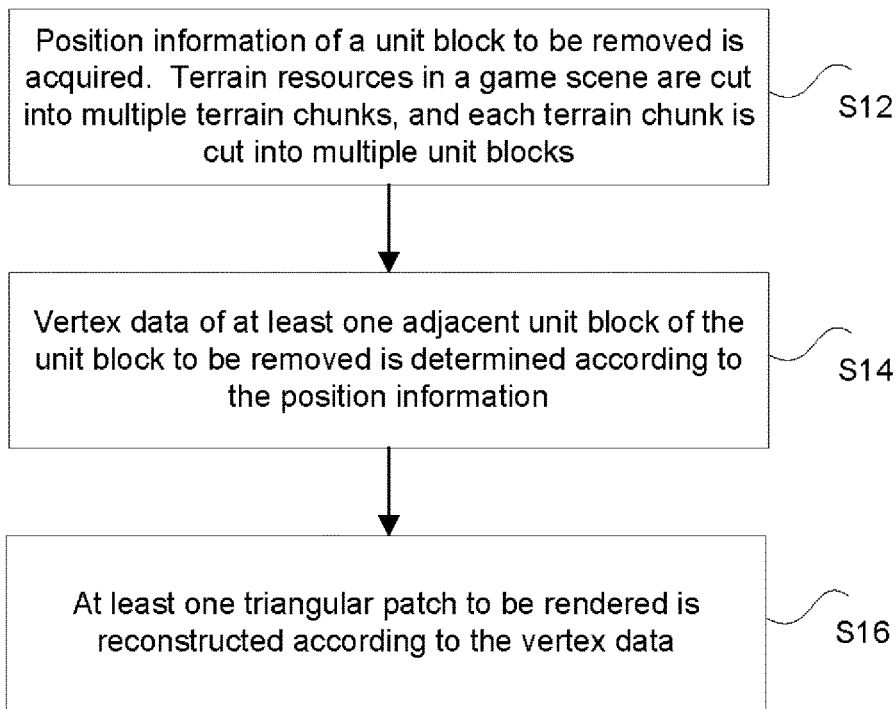 Position information of a unit block to be removed is
acquired.  Terrain resources in a game scene are cut
into multiple terrain chunks, and each terrain chunk is
cut into multiple unit blocks
S12
Vertex data of at least one adjacent unit block of the
unit block to be removed is determined according to
the position information
S14
At least one triangular patch to be rendered is
reconstructed according to the vertex data
S16